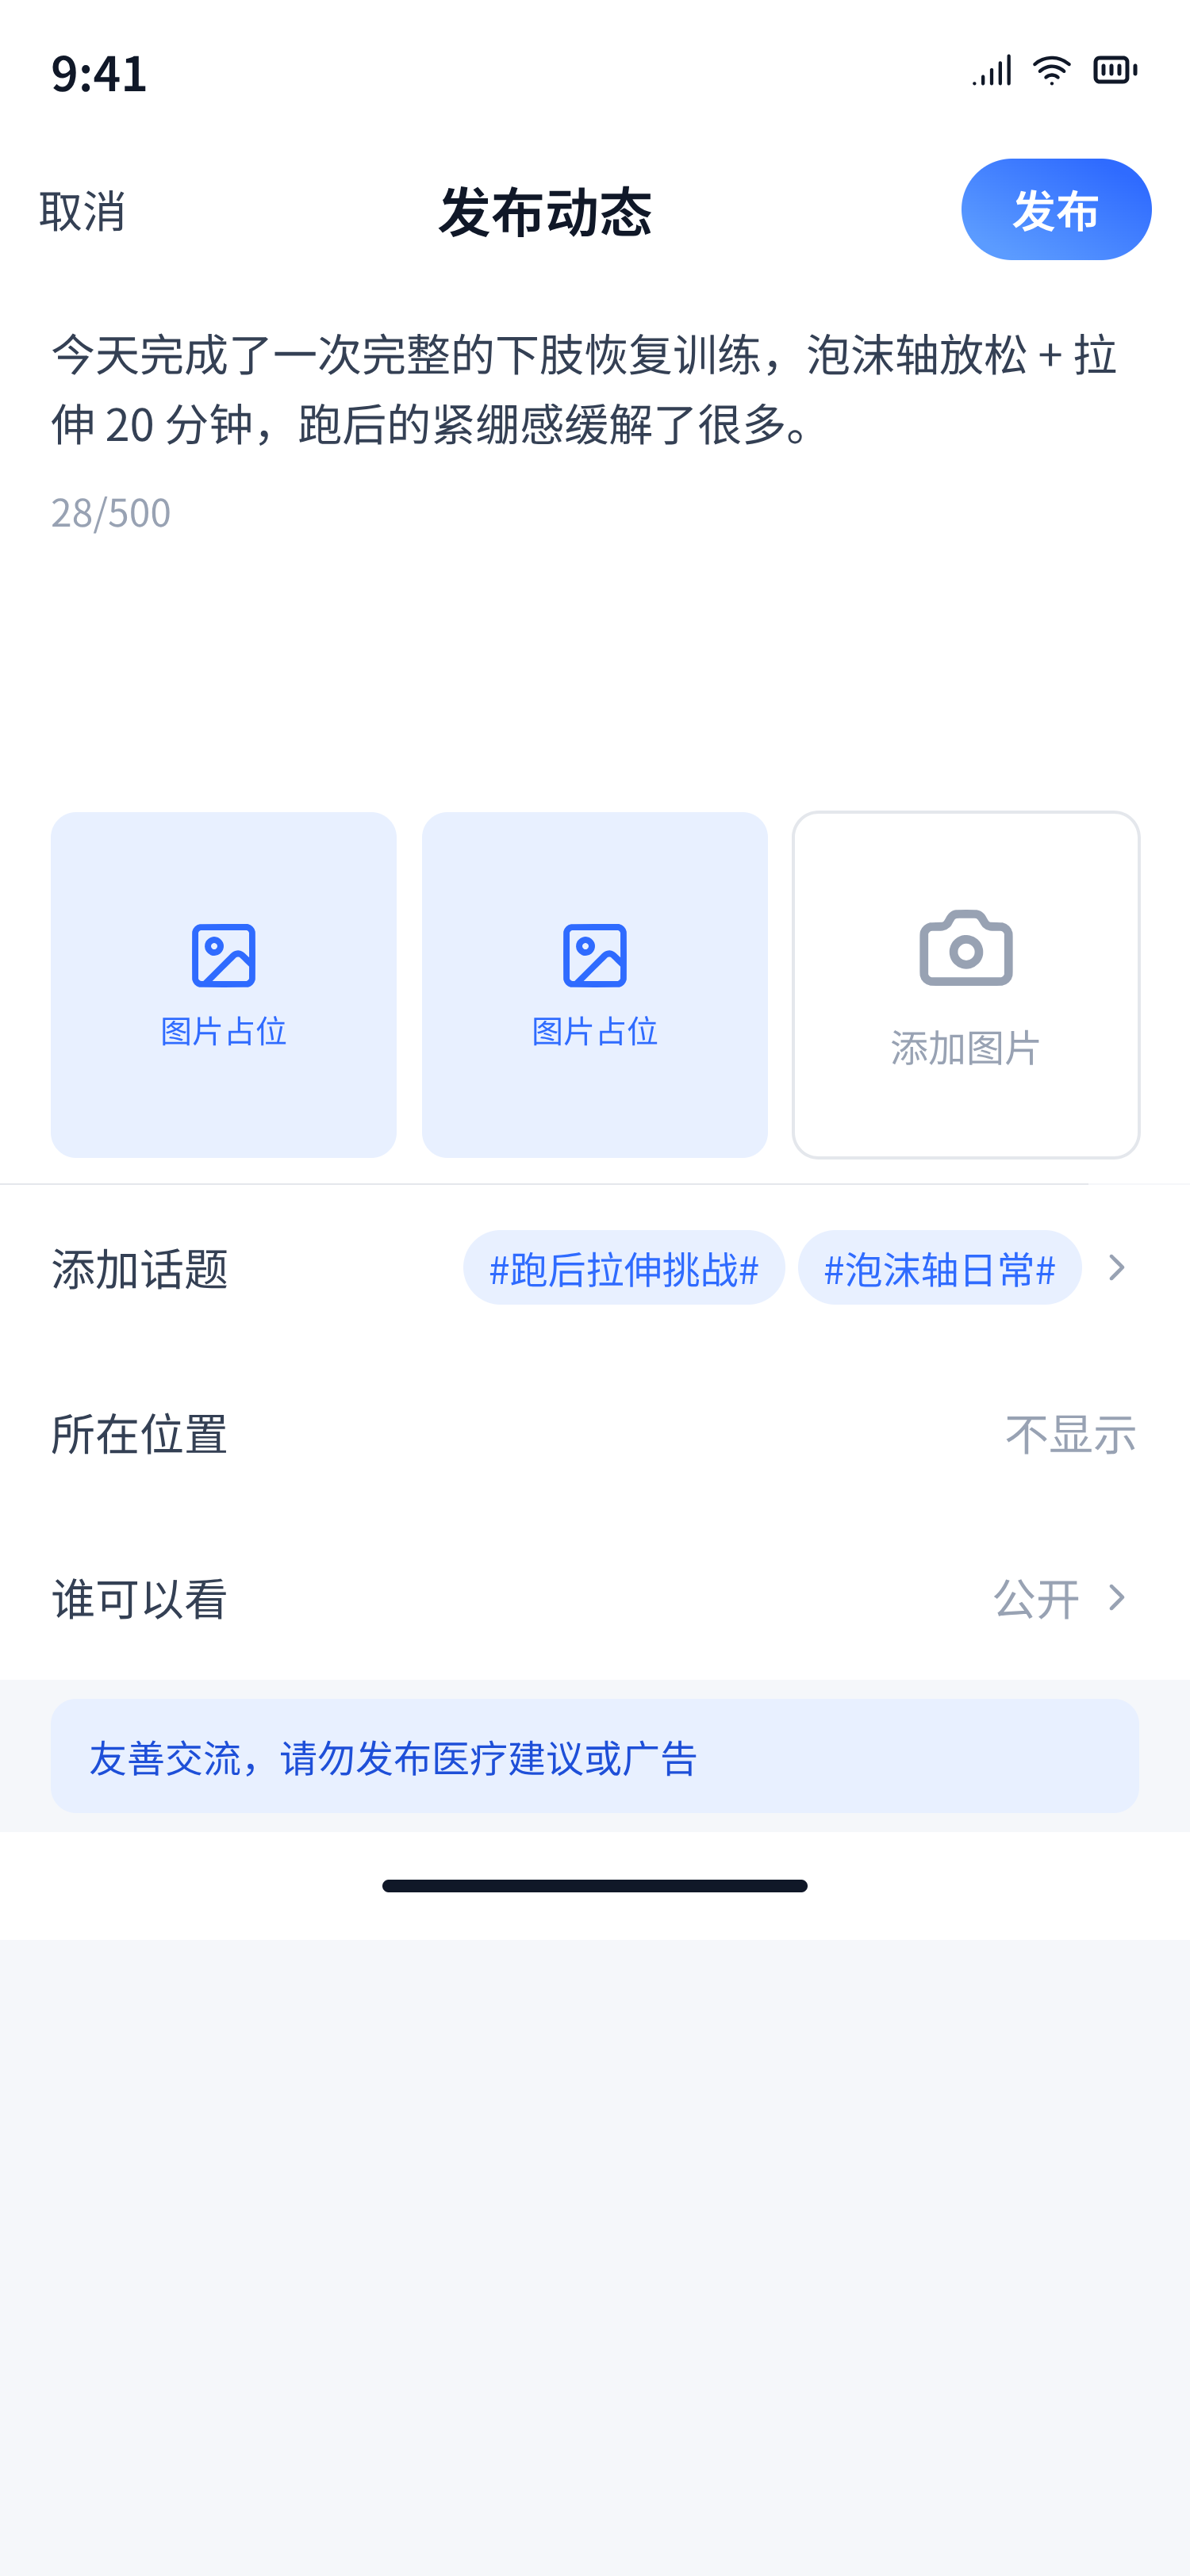 9:41
取消
发布动态
发布
今天完成了一次完整的下肢恢复训练，泡沫轴放松 + 拉
伸 20 分钟，跑后的紧绷感缓解了很多。
28/500
图片占位
图片占位
添加图片
添加话题
#跑后拉伸挑战#
#泡沫轴日常#
所在位置
不显示
谁可以看
公开
友善交流，请勿发布医疗建议或广告